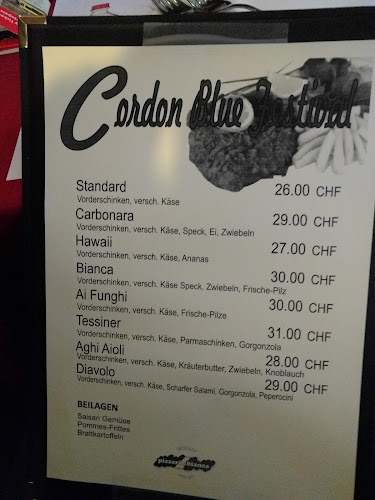 Cordon Blue Festival
Standard 26.00 CHF
Vorderschinken, versch. Käse
Carbonara 29.00 CHF
Vorderschinken, versch. Käse, Speck, Ei, Zwiebeln
Hawaii 27.00 CHF
Vorderschinken, versch. Käse, Ananas
Bianca 30.00 CHF
Vorderschinken, versch. Käse Speck, Zwiebeln, Frische-Pilz
Ai Funghi 30.00 CHF
Vorderschinken, versch. Käse, Frische-Pilze
Tessiner 31.00 CHF
Vorderschinken, versch. Käse, Parmaschinken, Gorgonzola
Aghi Aioli 28.00 CHF
Vorderschinken, versch. Käse, Kräuterbutter, Zwiebeln, Knoblauch
Diavolo 29.00 CHF
Vorderschinken, versch. Käse, Scharfer Salami, Gorgonzola, Peperocini
BEILAGEN
Saisan Gemüse
Pommes-Frittes
Brattkartoffeln